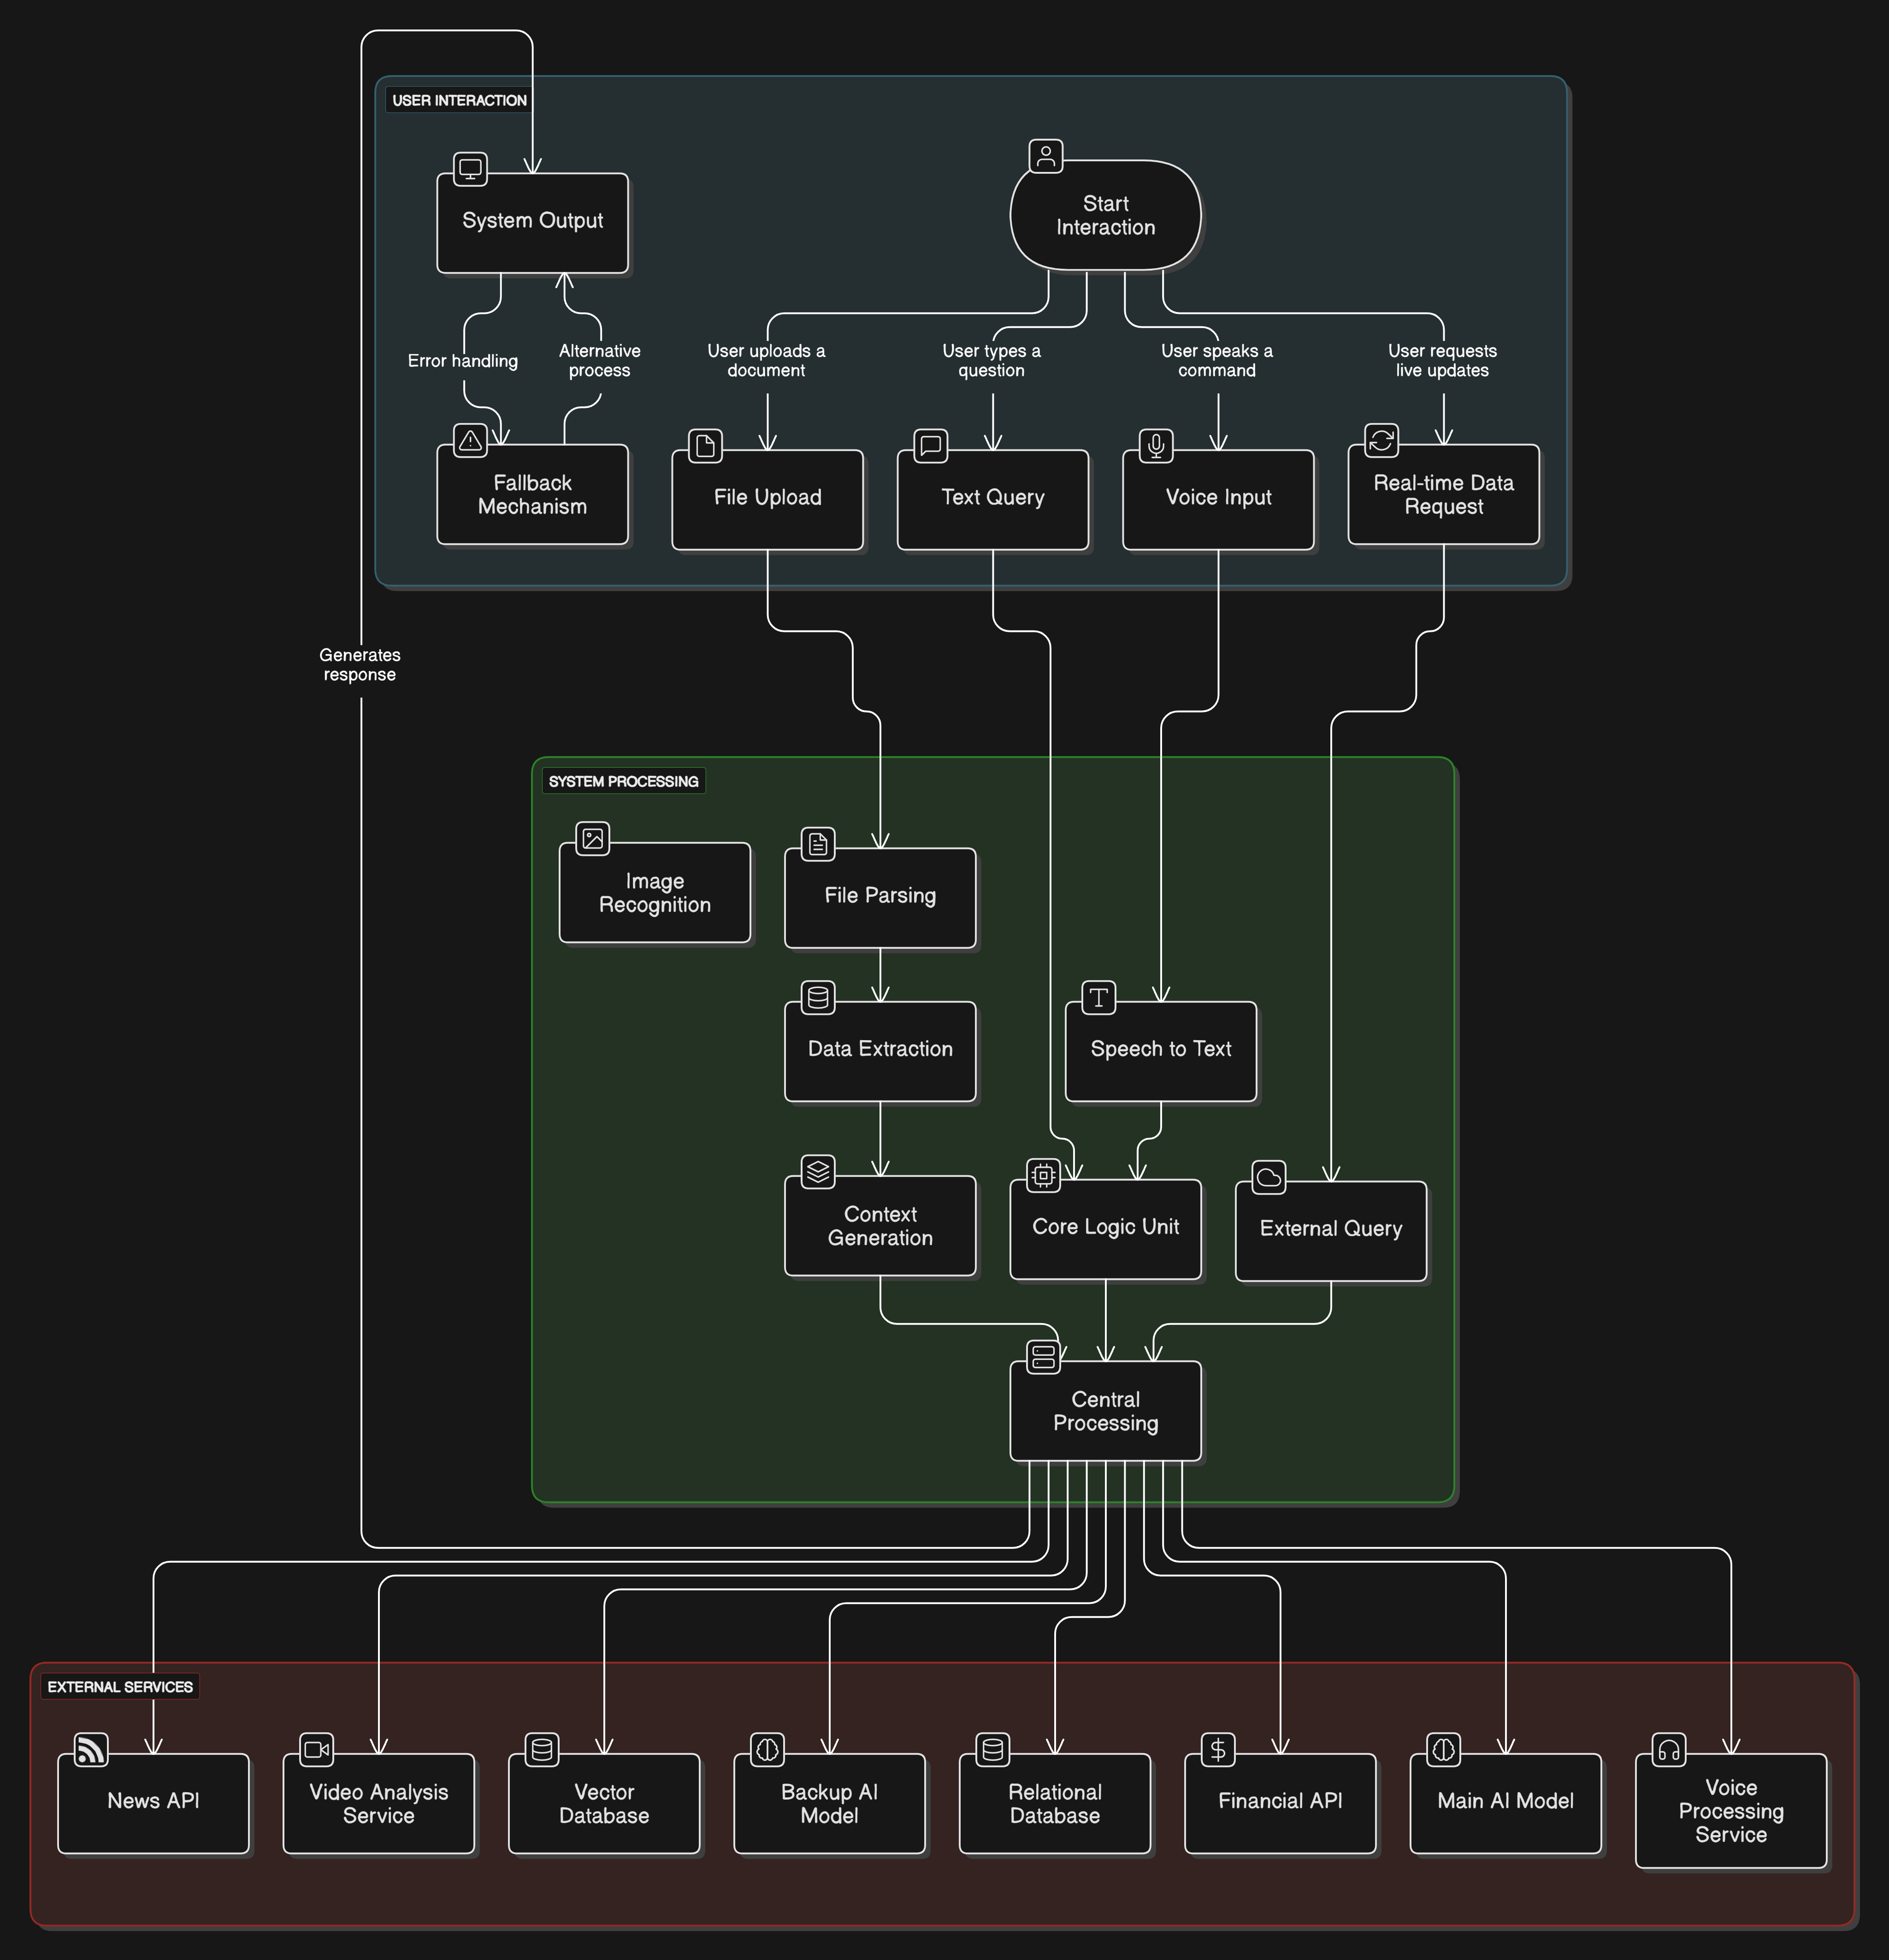 USER INTERACTION
System Output
Start
Interaction
Error handling
Alternative
process
User uploads a
document
User types a
question
User speaks a
command
User requests
live updates
Fallback
Mechanism
File Upload
Text Query
Voice Input
Real-time Data
Request
Generates
response
SYSTEM PROCESSING
Image
Recognition
File Parsing
Data Extraction
Speech to Text
Context
Generation
Core Logic Unit
External Query
Central
Processing
EXTERNAL SERVICES
News API
Video Analysis
Service
Vector
Database
Backup AI
Model
Relational
Database
Financial API
Main AI Model
Voice
Processing
Service